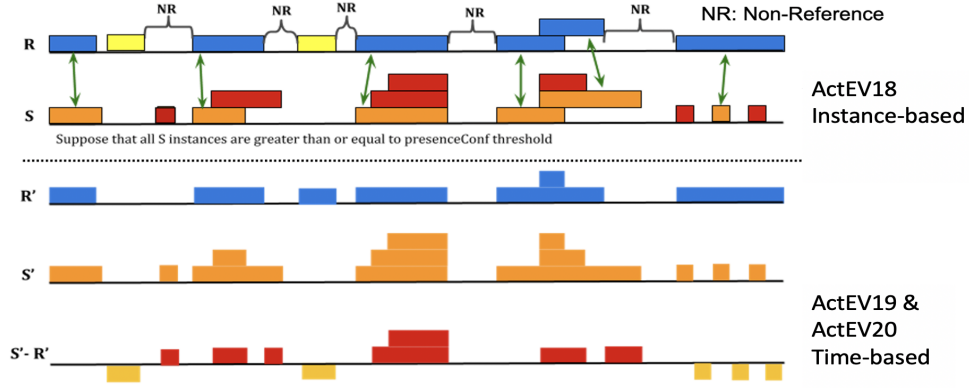 NR
NR
NR
NR
NR: Non-Reference
R
S
ActEV18
Instance-based
Suppose that all S instances are greater than or equal to presenceConf threshold
R’
S’
S’- R’
ActEV19 &
ActEV20
Time-based